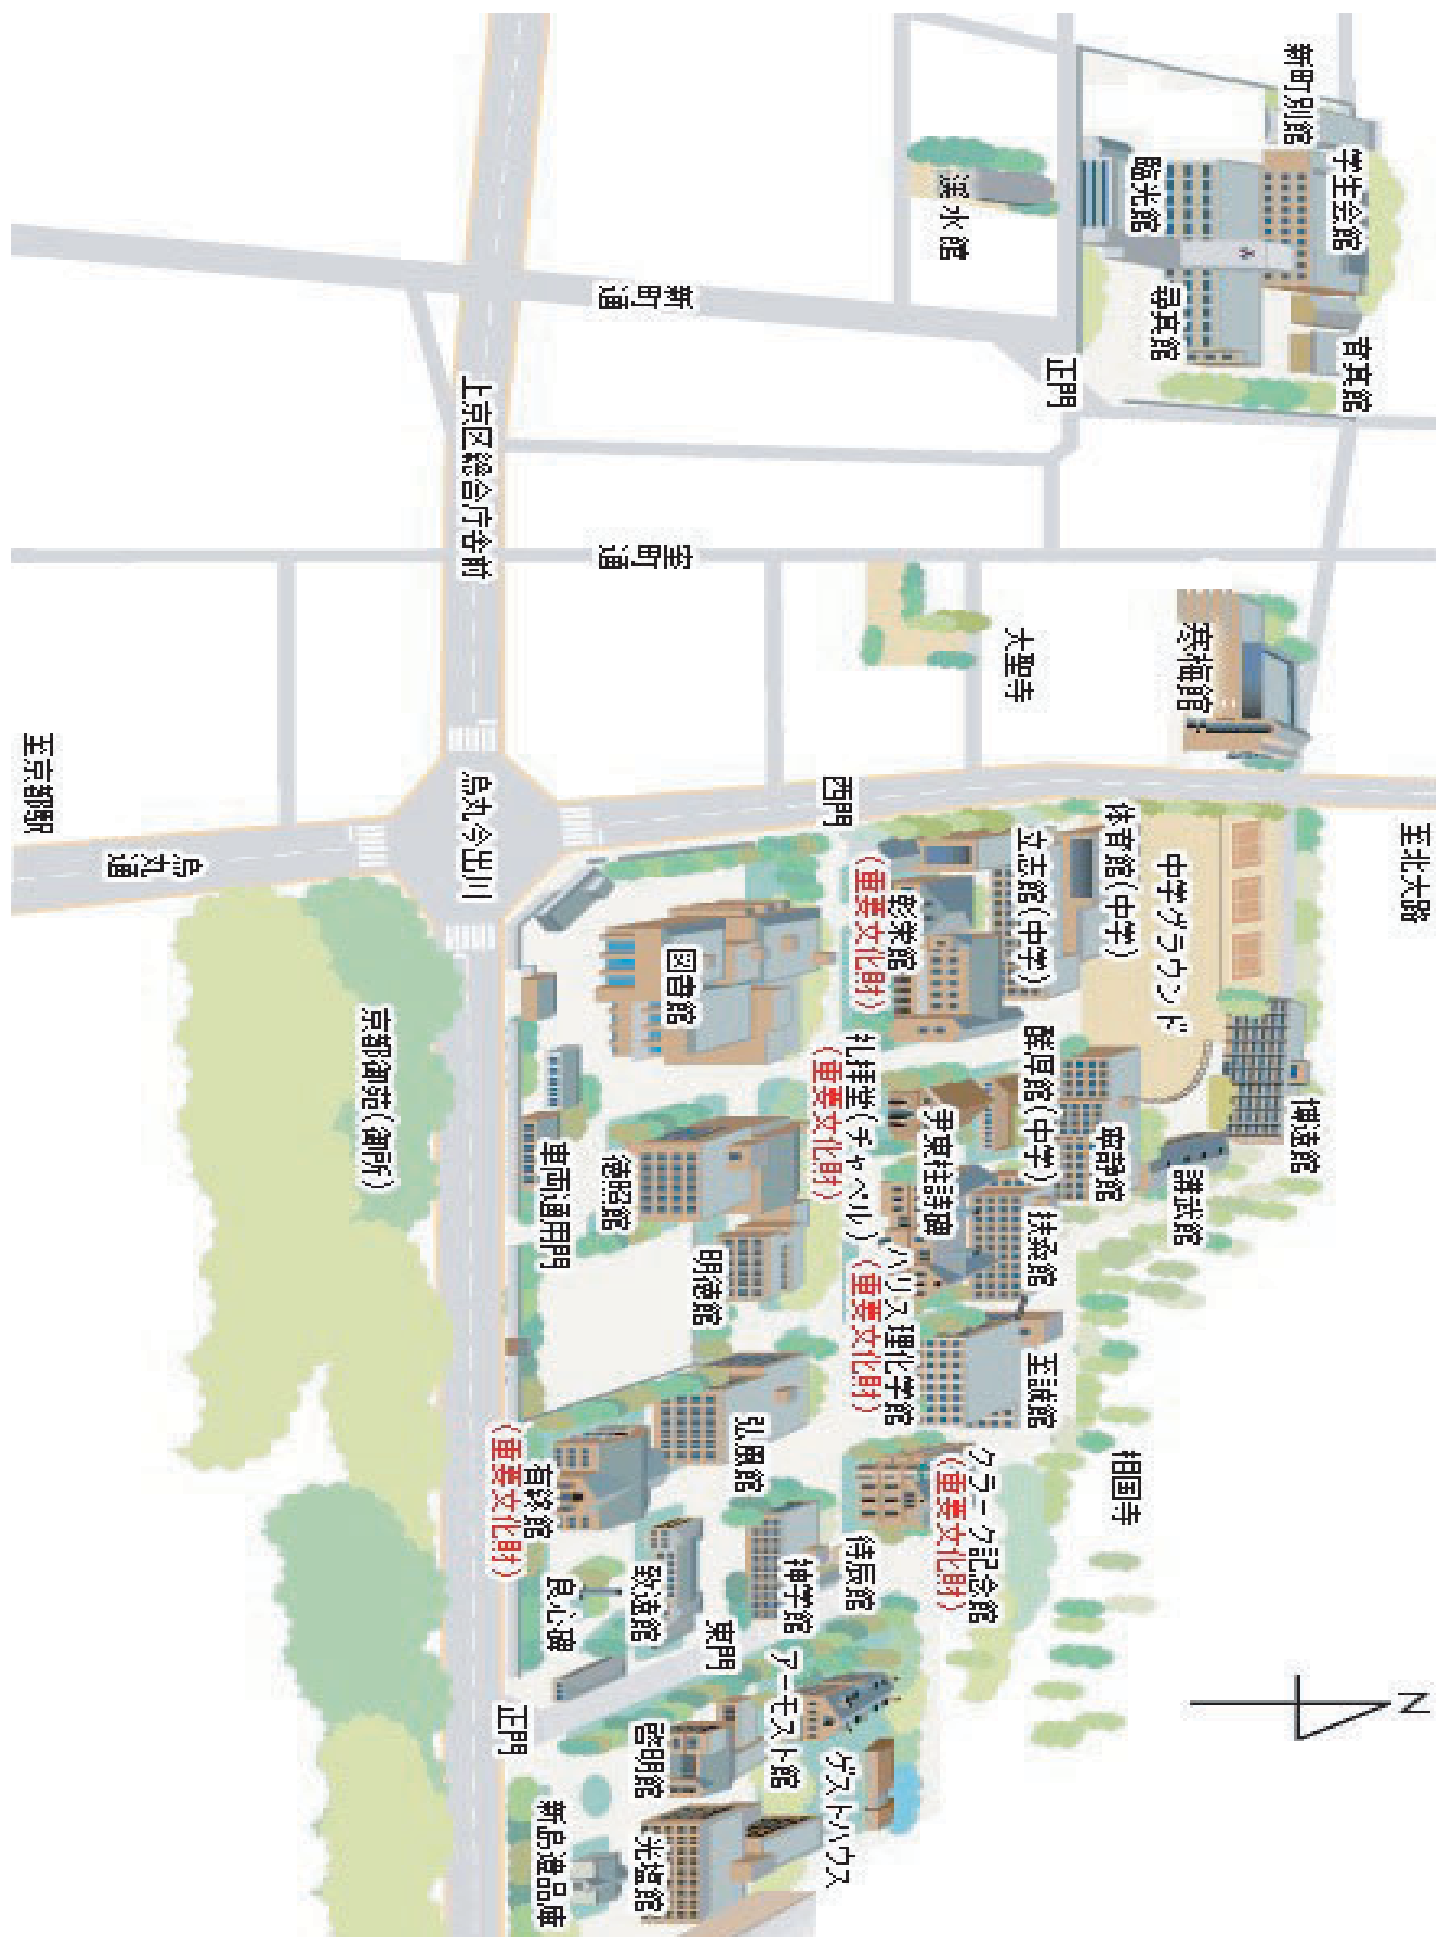 新町別館
学生会館
臨光館
渓水館
尋真館
育真館
正門
新町通
上京区総合庁舎前
室町通
大聖寺
寒梅館
至京都駅
烏丸通
烏丸今出川
西門
至北大路
体育館(中学)
立志館(中学)
中学グラウンド
彰栄館
(重要文化財)
図書館
京都御苑(御所)
礼拝堂(チャペル)
(重要文化財)
尹東柱詩碑
黎明館(中学)
寧静館
博遠館
謙武館
扶桑館
車両通用門
徳照館
明徳館
ハリス理化学館
(重要文化財)
至誠館
弘風館
有終館
(重要文化財)
クラーク記念館
(重要文化財)
相国寺
待辰館
神学館
致遠館
良心碑
東門
正門
アーモスト館
ゲストハウス
啓明館
光塩館
新島遺品庫
N